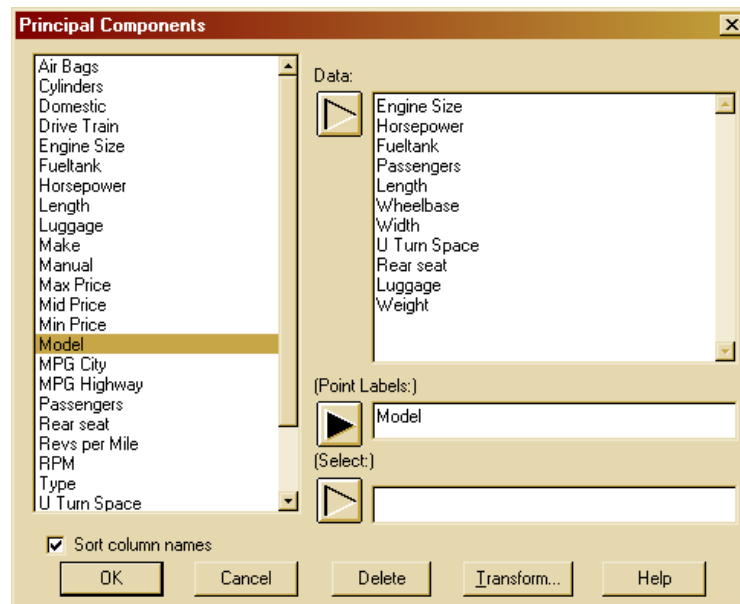 Principal Components
Air Bags
Cylinders
Domestic
Drive Train
Engine Size
Fueltank
Horsepower
Length
Luggage
Make
Manual
Max Price
Mid Price
Min Price
Model
MPG City
MPG Highway
Passengers
Rear seat
Revs per Mile
RPM
Type
U Turn Space
Data:
Engine Size
Horsepower
Fueltank
Passengers
Length
Wheelbase
Width
U Turn Space
Rear seat
Luggage
Weight
(Point Labels:)
Model
(Select:)
Sort column names
OK Cancel Delete Transform... Help